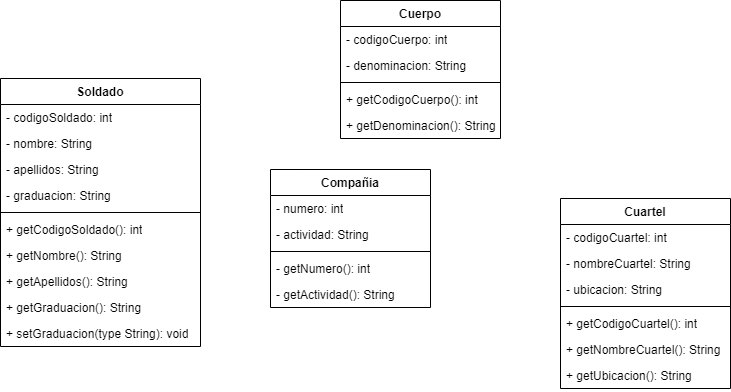 Cuerpo
- codigoCuerpo: int
- denominacion: String
+ getCodigoCuerpo(): int
+ getDenominacion(): String
Soldado
- codigoSoldado: int
- nombre: String
- apellidos: String
- graduacion: String
+ getCodigoSoldado(): int
+ getNombre(): String
+ getApellidos(): String
+ getGraduacion(): String
+ setGraduacion(type String): void
Compañia
- numero: int
- actividad: String
- getNumero(): int
- getActividad(): String
Cuartel
- codigoCuartel: int
- nombreCuartel: String
- ubicacion: String
+ getCodigoCuartel(): int
+ getNombreCuartel(): String
+ getUbicacion(): String